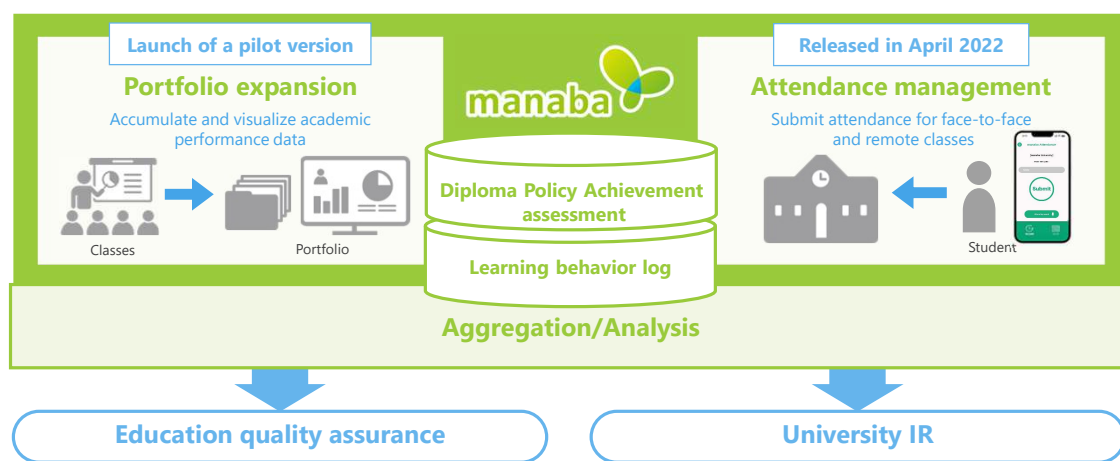 Launch of a pilot version
Portfolio expansion
Accumulate and visualize academic
performance data
Classes
Portfolio
manaba
Diploma Policy Achievement
assessment
Learning behavior log
Released in April 2022
Attendance management
Submit attendance for face-to-face
and remote classes
Submit
Student
Aggregation/Analysis
Education quality assurance
University IR